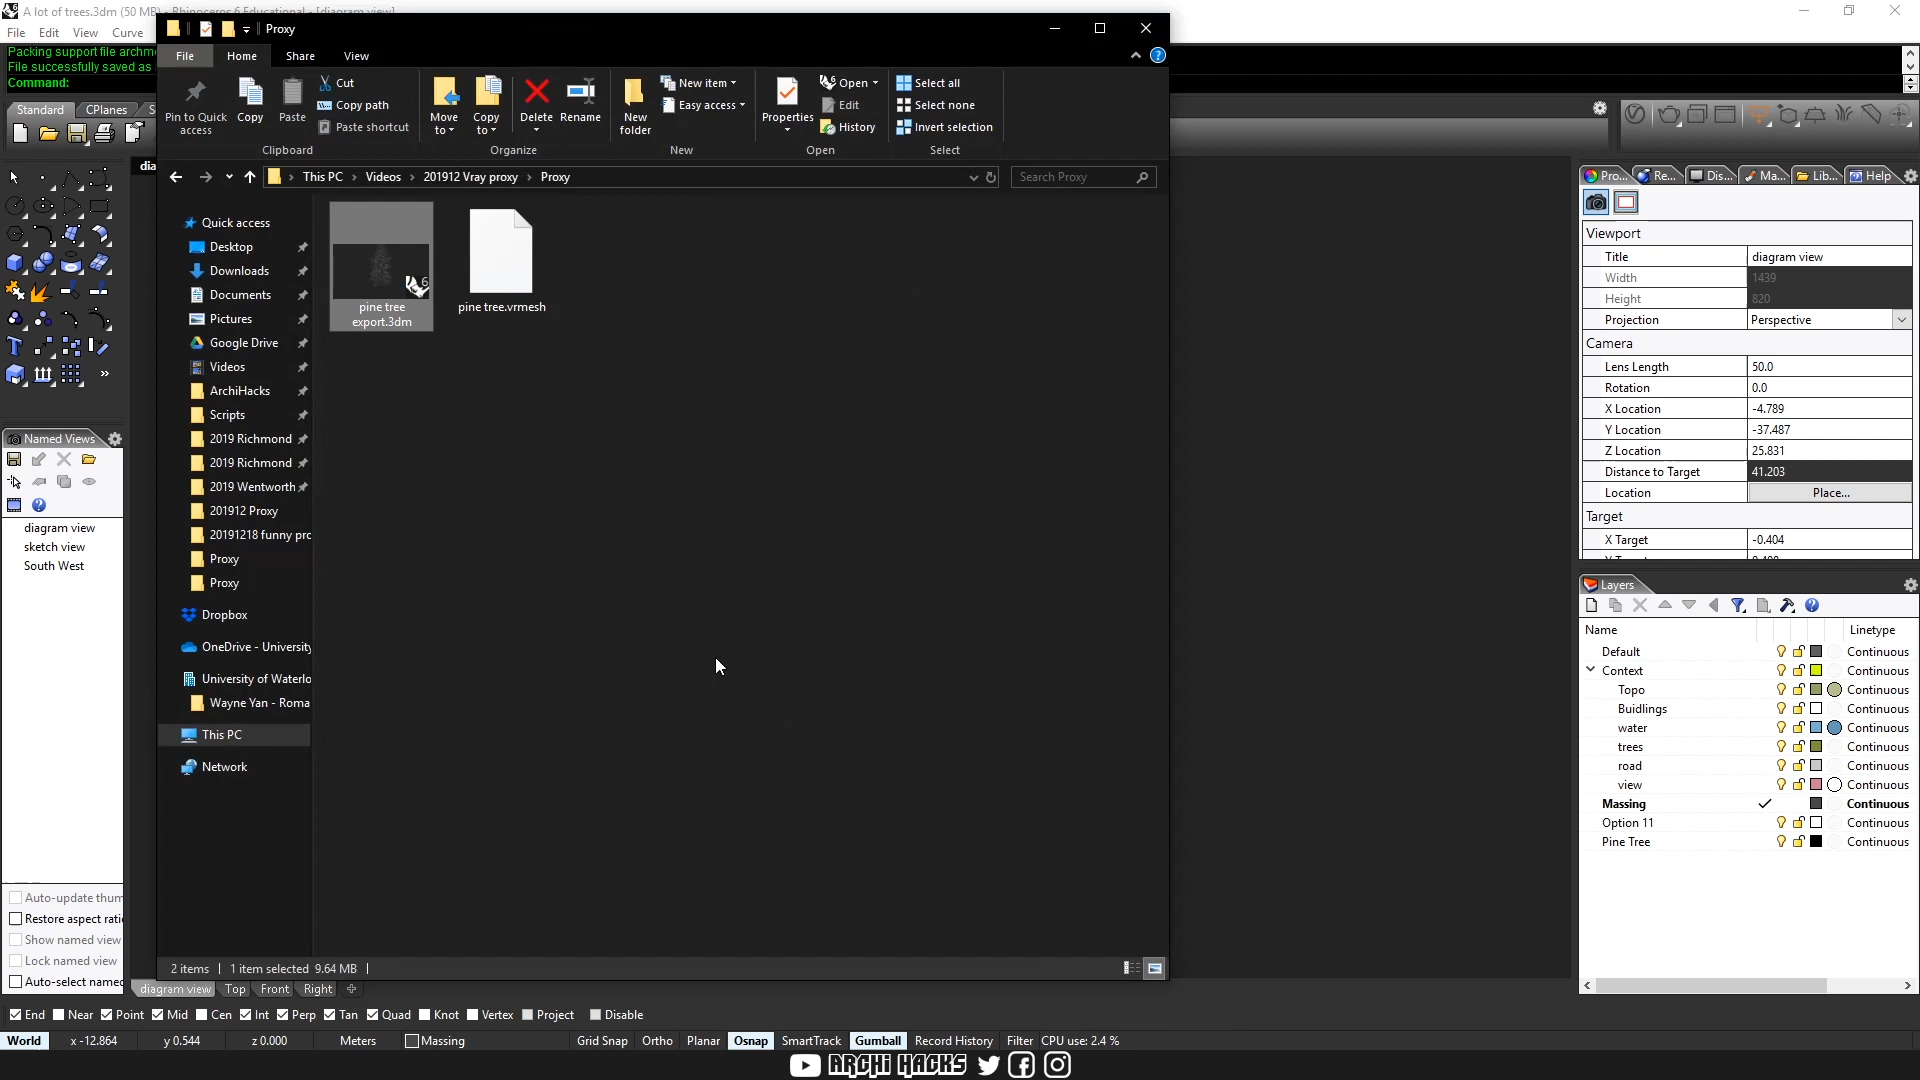 A lot of trees.3dm (50 MB) - Rhinoceros 6 Educational - [diagram view]
File Edit View Curve
Packing support file archm
File successfully saved as
Command:
Standard CPlanes S
Proxy
File Home Share View
Pin to Quick access
Copy
Paste
Cut
Copy path
Paste shortcut
Clipboard
Move to
Copy to
Delete
Rename
Organize
New folder
New item
Easy access
New
Properties
Open
Edit
History
Open
Select all
Select none
Invert selection
Select
This PC > Videos > 201912 Vray proxy > Proxy
Search Proxy
dia
Quick access
Desktop
Downloads
Documents
Pictures
Google Drive
Videos
ArchiHacks
Scripts
2019 Richmond
2019 Richmond
2019 Wentworth
201912 Proxy
20191218 funny pro
Proxy
Proxy
Dropbox
OneDrive - University
University of Waterlo
Wayne Yan - Roma
This PC
Network
6
pine tree
export.3dm
pine tree.vrmesh
2 items 1 item selected 9.64 MB
Named Views
diagram view
sketch view
South West
Auto-update thum
Restore aspect rati
Show named view
Lock named view
Auto-select named
diagram view Top Front Right
Pro... Re... Dis... Ma... Lib... Help
Viewport
Title diagram view
Width 1439
Height 820
Projection Perspective
Camera
Lens Length 50.0
Rotation 0.0
X Location -4.789
Y Location -37.487
Z Location 25.831
Distance to Target 41.203
Location Place...
Target
X Target -0.404
Layers
Name Linetype
Default Continuous
Context Continuous
Topo Continuous
Buidlings Continuous
water Continuous
trees Continuous
road Continuous
view Continuous
Massing Continuous
Option 11 Continuous
Pine Tree Continuous
End Near Point Mid Cen Int Perp Tan Quad Knot Vertex Project Disable
World x -12.864 y 0.544 z 0.000 Meters Massing Grid Snap Ortho Planar Osnap SmartTrack Gumball Record History Filter CPU use: 2.4 %
ARCHI HACKS